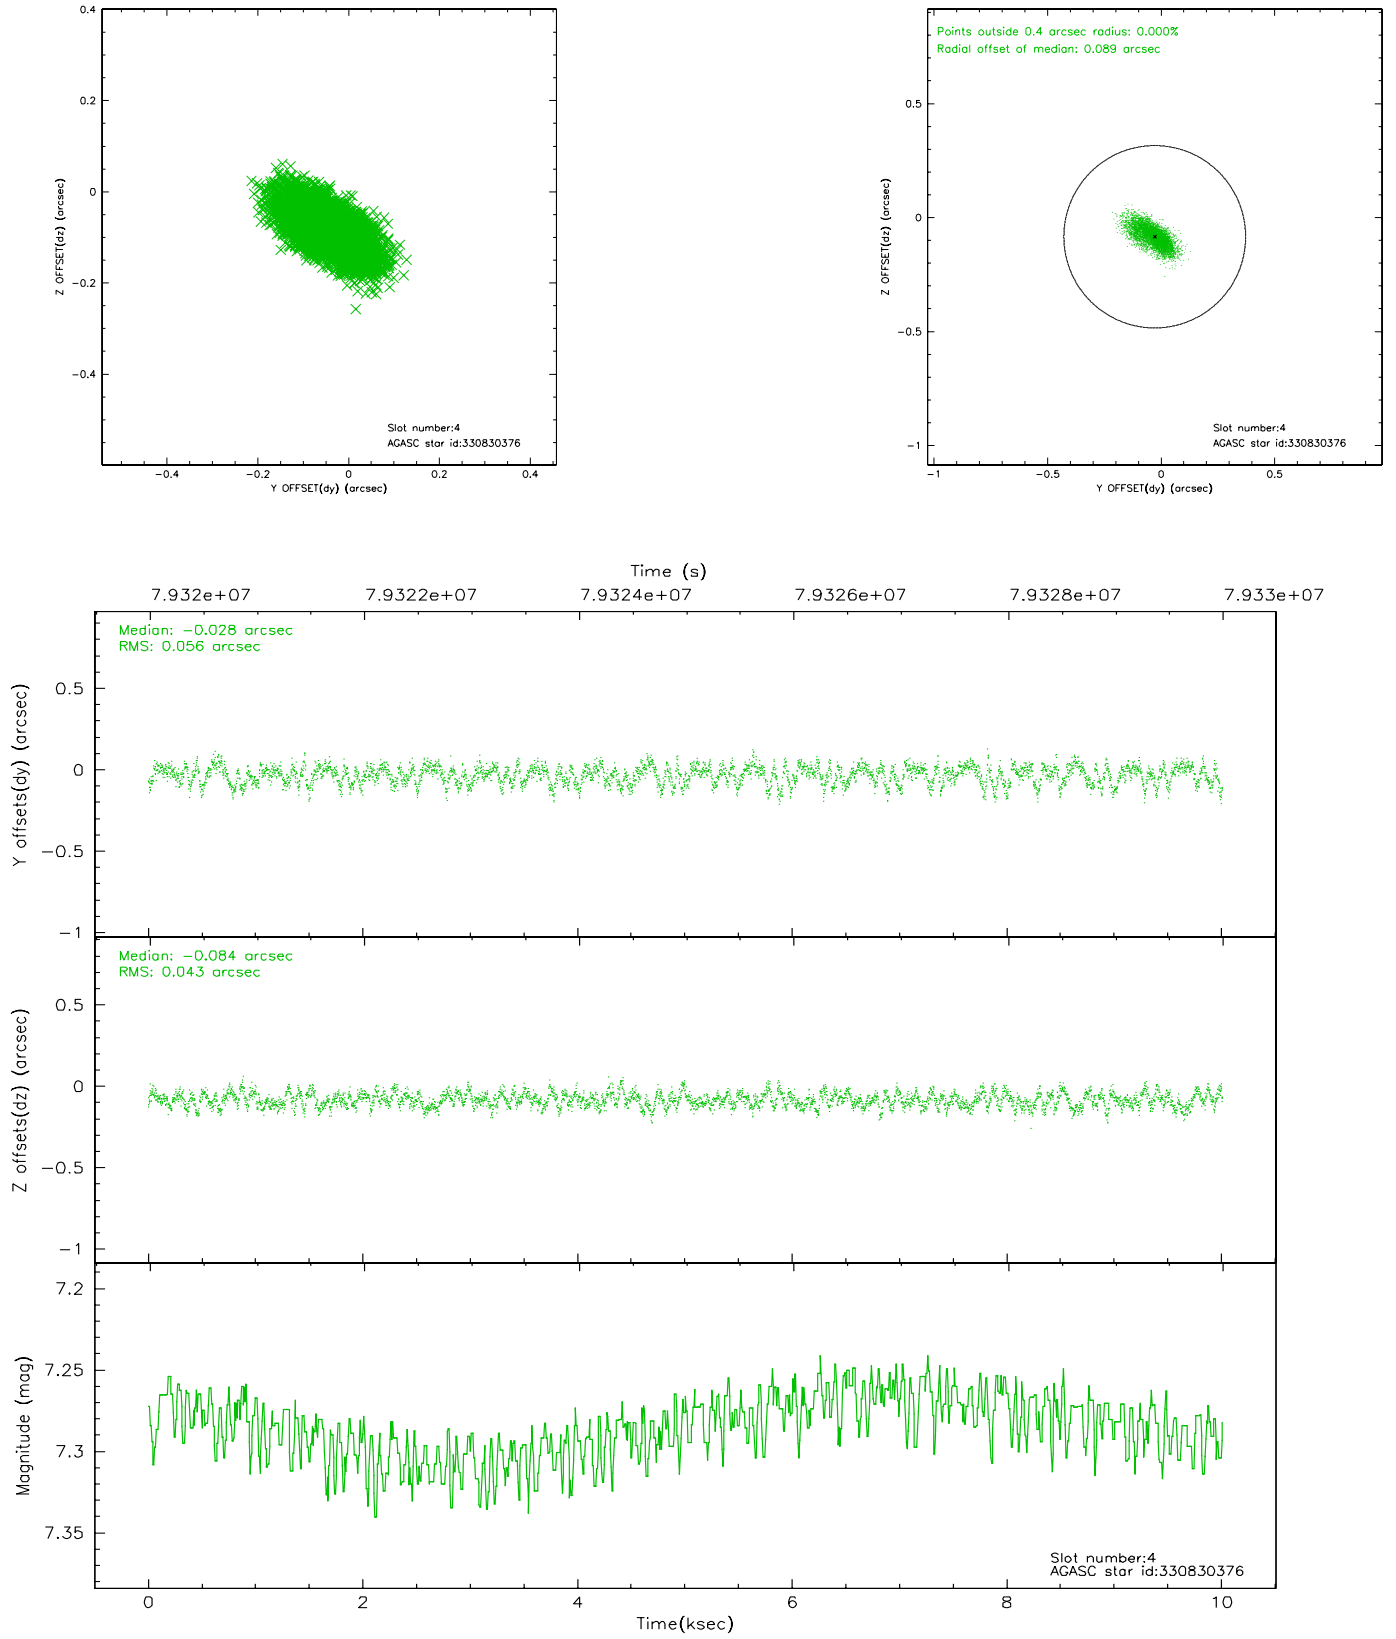 0.4
0.2
0
−0.2
−0.4
Z OFFSET(dz) (arcsec)
Slot number:4
AGASC star id:330830376
−0.4 −0.2 0 0.2 0.4
Y OFFSET(dy) (arcsec)
Points outside 0.4 arcsec radius: 0.000%
Radial offset of median: 0.089 arcsec
0.5
0
−0.5
−1
Z OFFSET(dz) (arcsec)
Slot number:4
AGASC star id:330830376
−1 −0.5 0 0.5
Y OFFSET(dy) (arcsec)
Time (s)
7.932e+07 7.9322e+07 7.9324e+07 7.9326e+07 7.9328e+07 7.933e+07
Median: −0.028 arcsec
RMS: 0.056 arcsec
0.5
0
−0.5
−1
Y offsets(dy) (arcsec)
Median: −0.084 arcsec
RMS: 0.043 arcsec
0.5
0
−0.5
−1
Z offsets(dz) (arcsec)
7.2
7.25
7.3
7.35
Magnitude (mag)
Slot number:4
AGASC star id:330830376
0 2 4 6 8 10
Time(ksec)